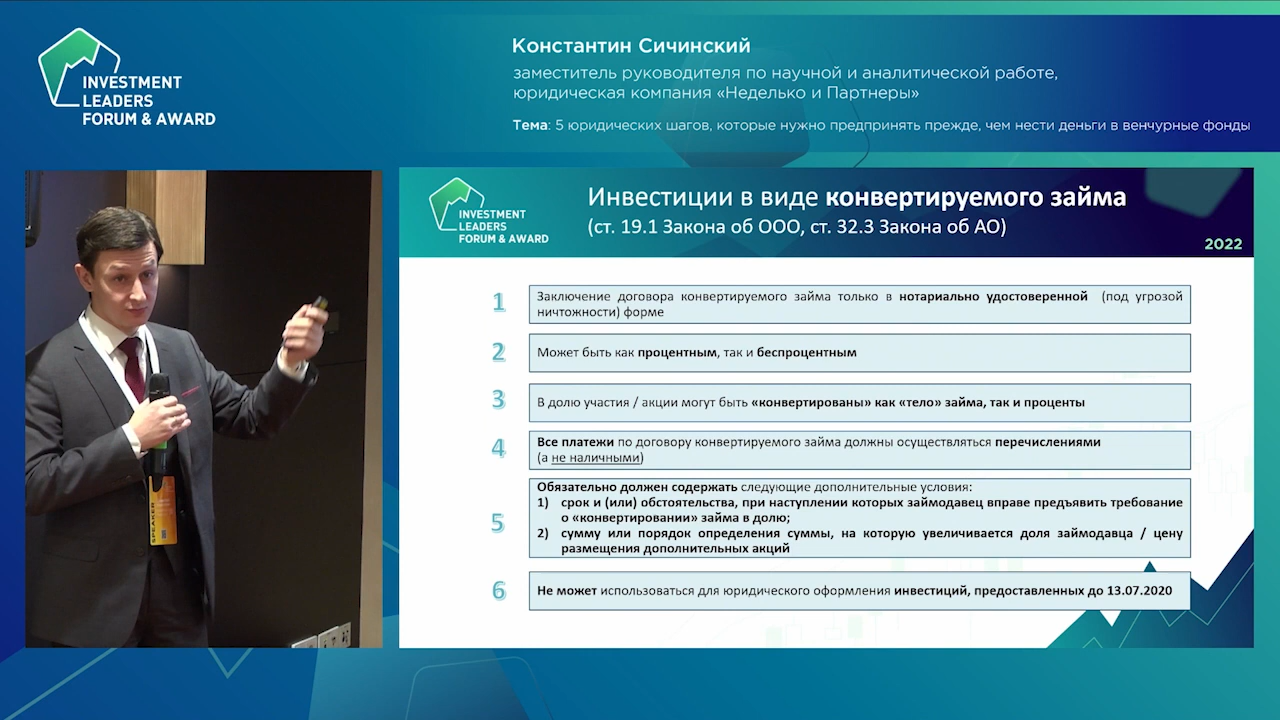 INVESTMENT
LEADERS
FORUM & AWARD
Константин Сичинский
заместитель руководителя по научной и аналитической работе,
юридическая компания «Неделько и Партнеры»
Тема: 5 юридических шагов, которые нужно предпринять прежде, чем нести деньги в венчурные фонды
INVESTMENT
LEADERS
FORUM & AWARD
Инвестиции в виде конвертируемого займа
(ст. 19.1 Закона об ООО, ст. 32.3 Закона об АО)
2022
1
Заключение договора конвертируемого займа только в нотариально удостоверенной (под угрозой
ничтожности) форме
2
Может быть как процентным, так и беспроцентным
3
В долю участия / акции могут быть «конвертированы» как «тело» займа, так и проценты
4
Все платежи по договору конвертируемого займа должны осуществляться перечислениями
(а не наличными)
5
Обязательно должен содержать следующие дополнительные условия:
1) срок и (или) обстоятельства, при наступлении которых займодавец вправе предъявить требование
о «конвертировании» займа в долю;
2) сумму или порядок определения суммы, на которую увеличивается доля займодавца / цену
размещения дополнительных акций
6
Не может использоваться для юридического оформления инвестиций, предоставленных до 13.07.2020
SPEAKER